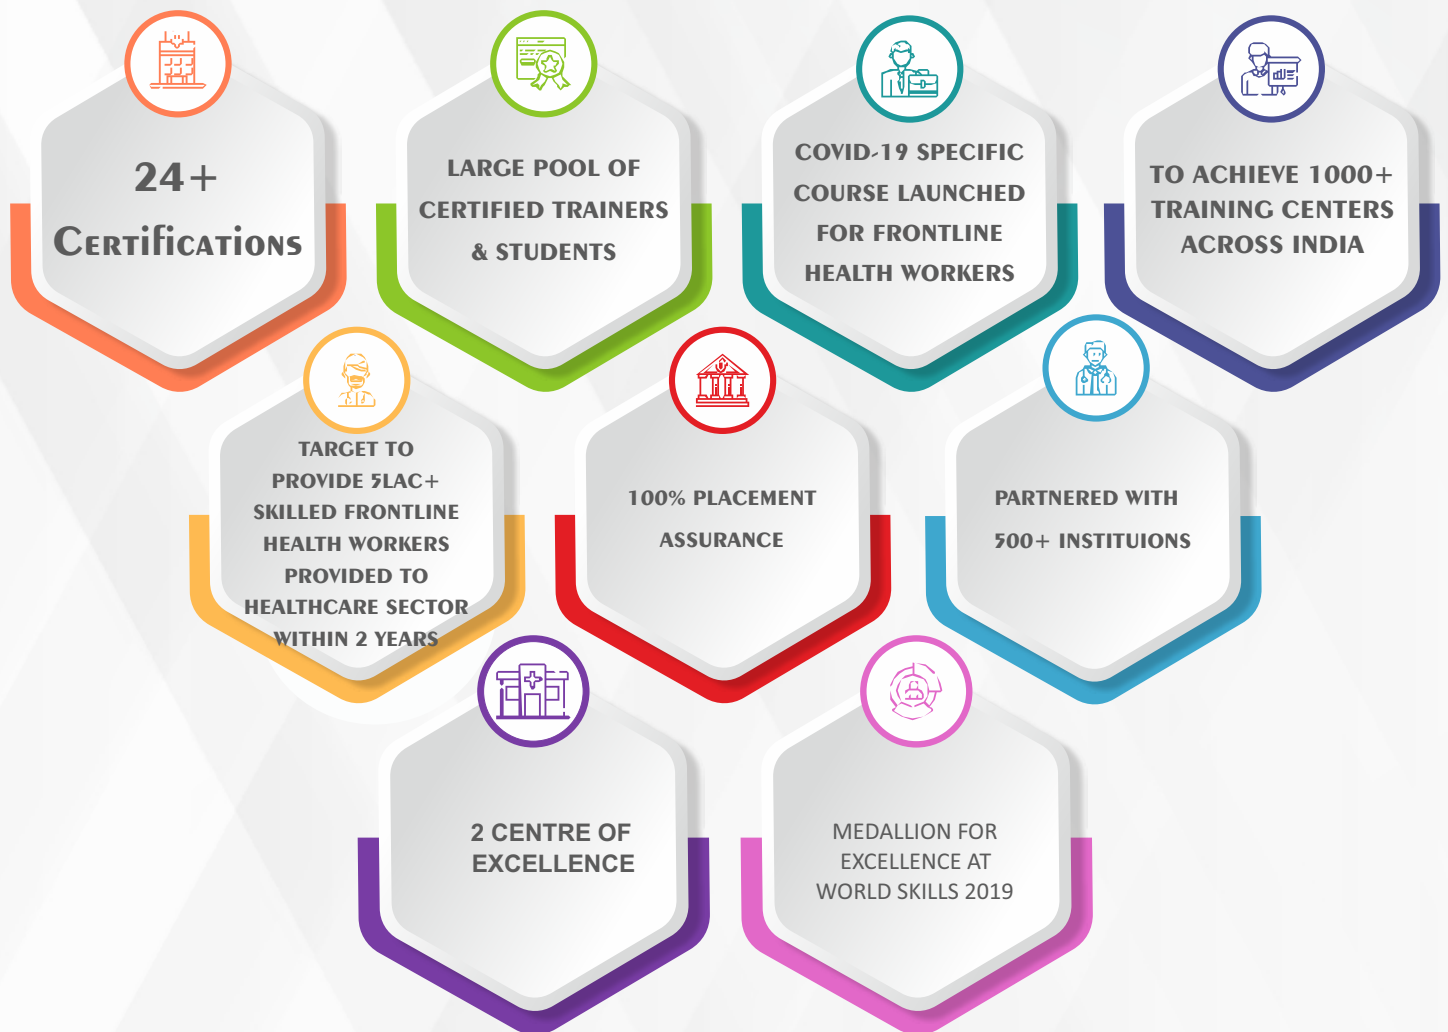 24+
Certifications
LARGE POOL OF
CERTIFIED TRAINERS
& STUDENTS
COVID-19 SPECIFIC
COURSE LAUNCHED
FOR FRONTLINE
HEALTH WORKERS
TO ACHIEVE 1000+
TRAINING CENTERS
ACROSS INDIA
TARGET TO
PROVIDE 5LAC+
SKILLED FRONTLINE
HEALTH WORKERS
PROVIDED TO
HEALTHCARE SECTOR
WITHIN 2 YEARS
100% PLACEMENT
ASSURANCE
PARTNERED WITH
500+ INSTITUIONS
2 CENTRE OF
EXCELLENCE
MEDALLION FOR
EXCELLENCE AT
WORLD SKILLS 2019